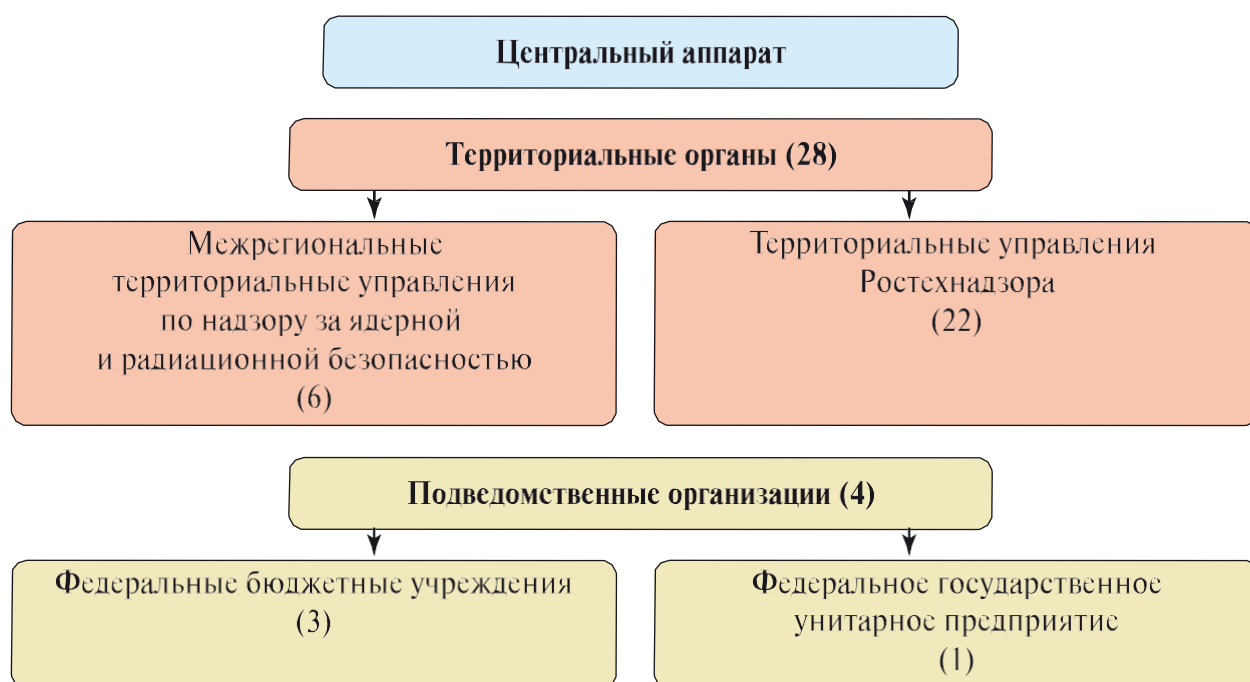 Центральный аппарат
Территориальные органы (28)
Межрегиональные
территориальные управления
по надзору за ядерной
и радиационной безопасностью
(6)
Территориальные управления
Ростехнадзора
(22)
Подведомственные организации (4)
Федеральные бюджетные учреждения
(3)
Федеральное государственное
унитарное предприятие
(1)